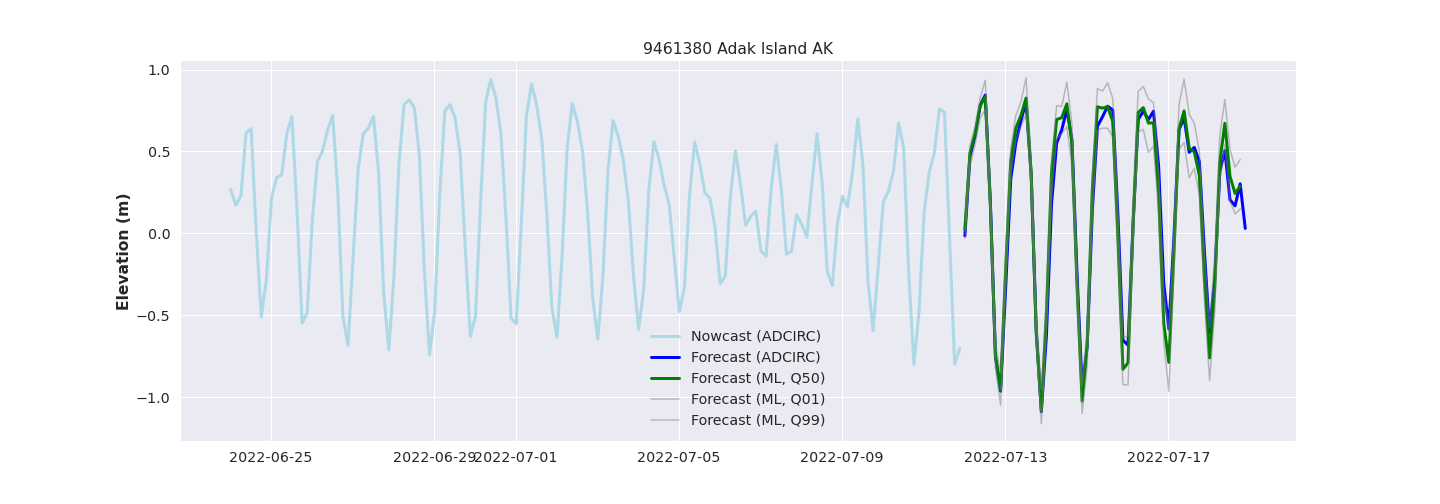 9461380 Adak Island AK
Elevation (m)
1.0
0.5
0.0
−0.5
−1.0
Nowcast (ADCIRC)
Forecast (ADCIRC)
Forecast (ML, Q50)
Forecast (ML, Q01)
Forecast (ML, Q99)
2022-06-25 2022-06-29 2022-07-01 2022-07-05 2022-07-09 2022-07-13 2022-07-17